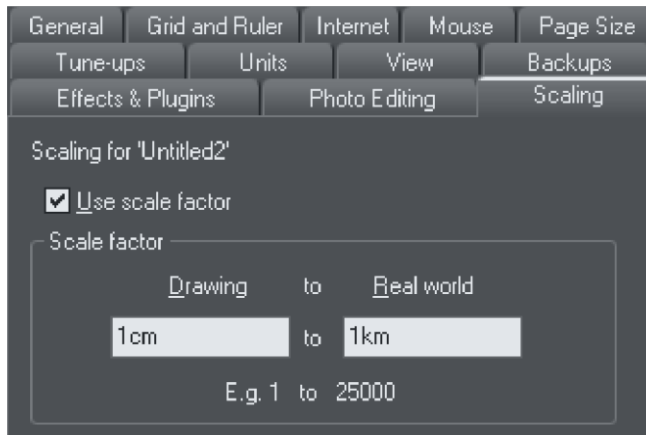 General Grid and Ruler Internet Mouse Page Size
Tune-ups Units View Backups
Effects & Plugins Photo Editing Scaling
Scaling for 'Untitled2'
Use scale factor
Scale factor
Drawing to Real world
1cm to 1km
E.g. 1 to 25000